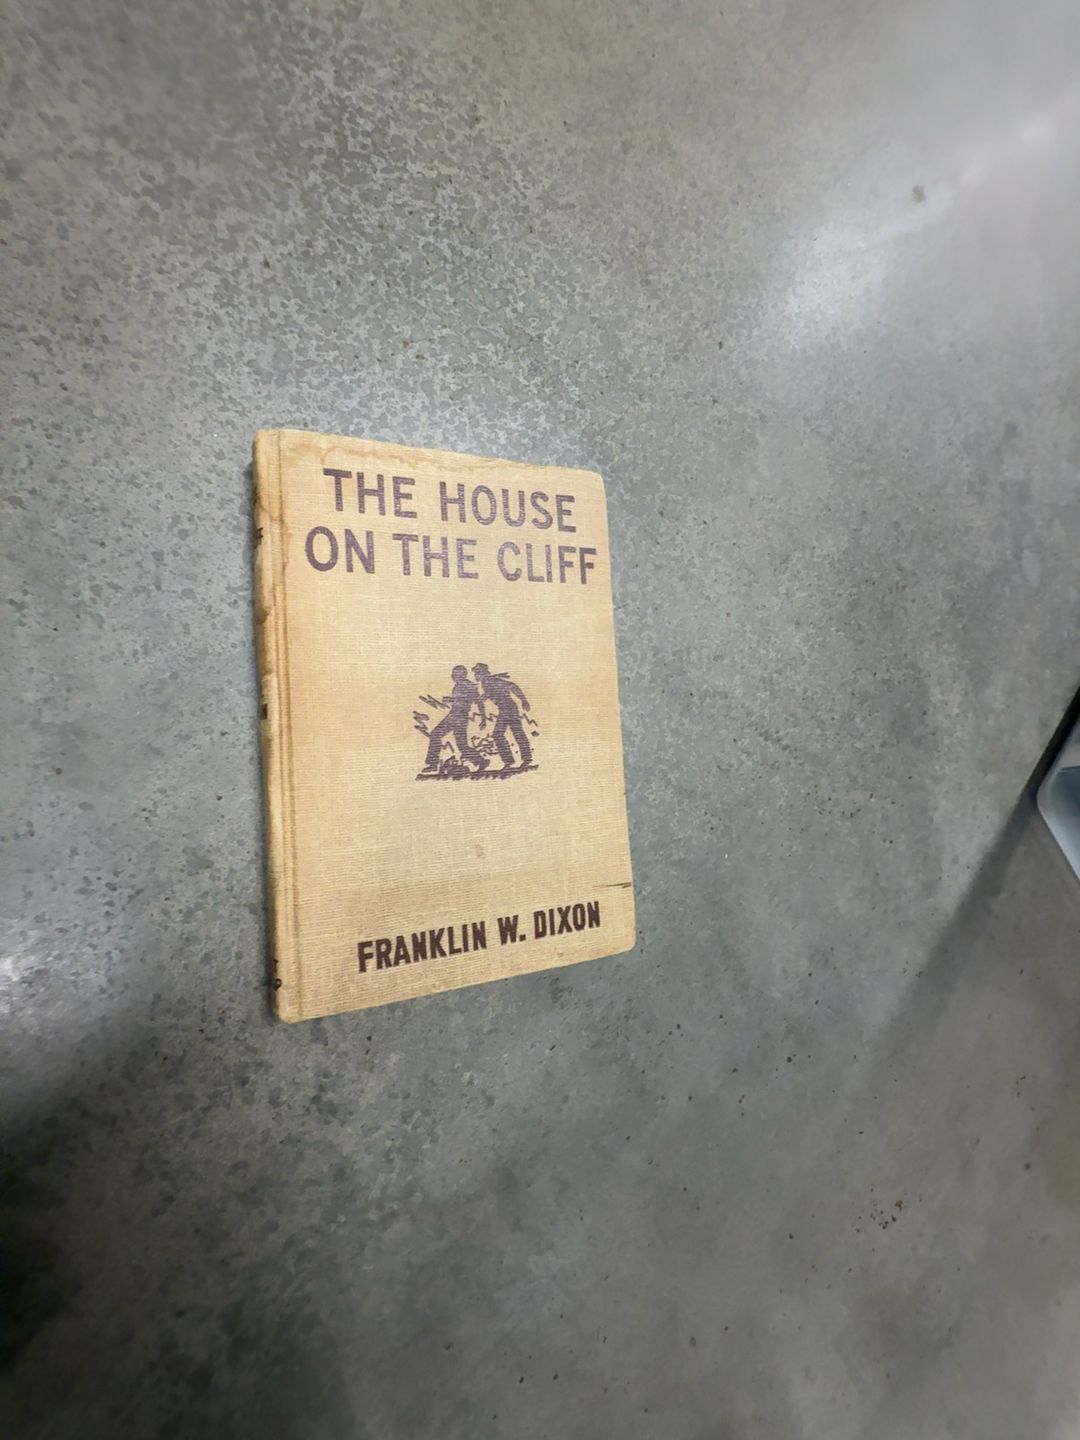 THE HOUSE
ON THE CLIFF
FRANKLIN W. DIXON